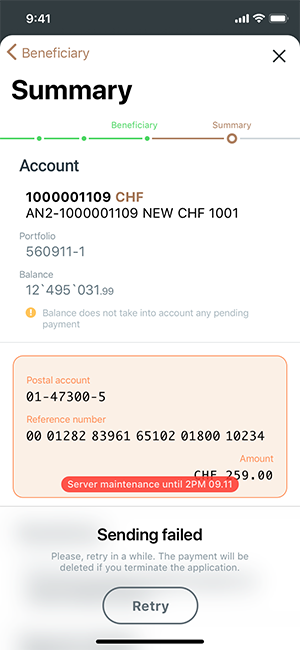 9:41
Beneficiary
Summary
Beneficiary Summary
Account
1000001109 CHF
AN2-1000001109 NEW CHF 1001
Portfolio
560911-1
Balance
12`495`031.99
Balance does not take into account any pending
payment
Postal account
01-47300-5
Reference number
00 01282 83961 65102 01800 10234
Amount
CHF 259.00
Server maintenance until 2PM 09.11
Sending failed
Please, retry in a while. The payment will be
deleted if you terminate the application.
Retry